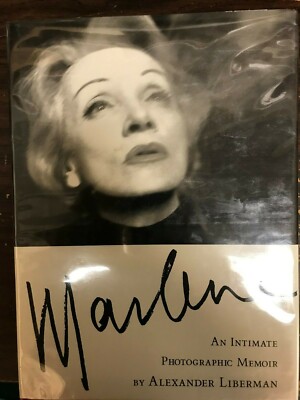 Marlene
AN INTIMATE
PHOTOGRAPHIC MEMOIR
BY ALEXANDER LIBERMAN